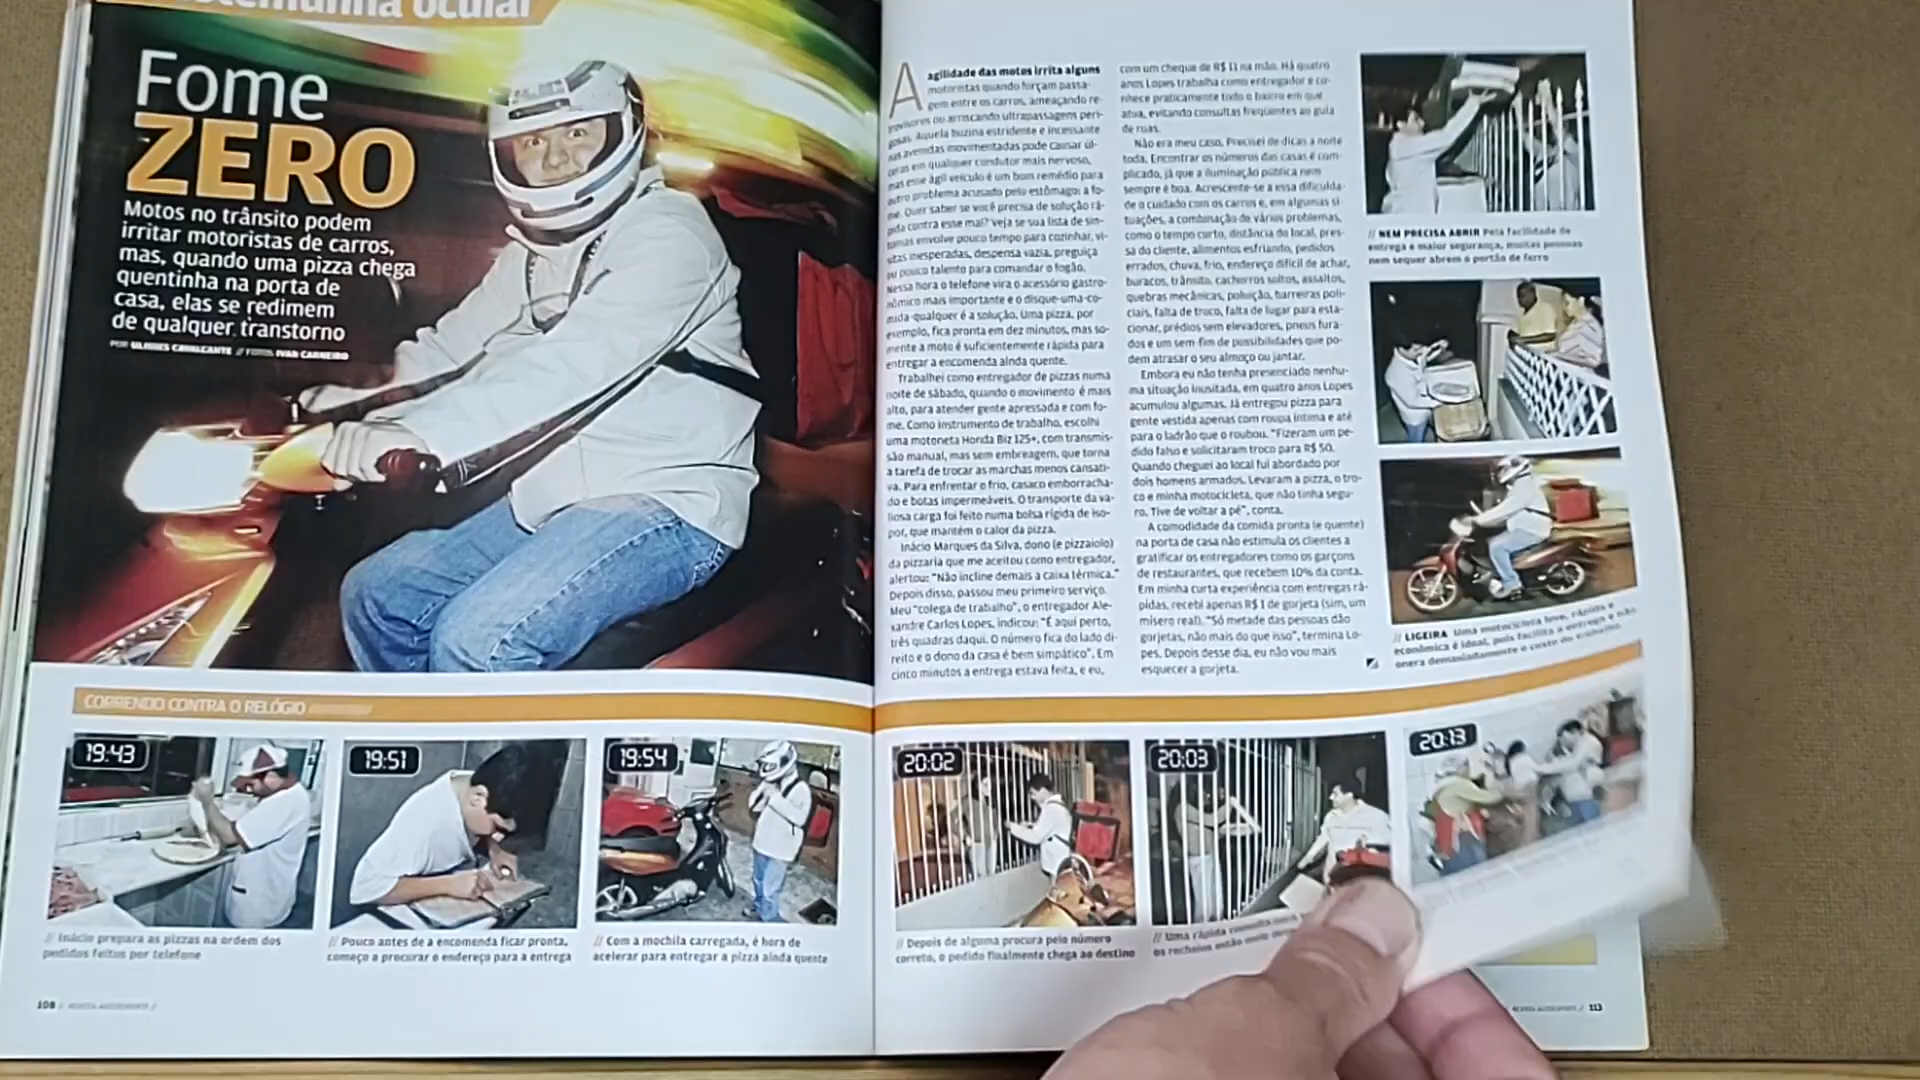 ocular
Fome
ZERO
Motos no trânsito podem
irritar motoristas de carros,
mas, quando uma pizza chega
quentinha na porta de
casa, elas se redimem
de qualquer transtorno
POR ULISSES CAVALCANTE // FOTOS IVAN CARNEIRO
A agilidade das motos irrita alguns
motoristas quando forçam passa-
gem entre os carros, ameaçando re-
trovisores ou arriscando ultrapassagens peri-
gosas. Aquela buzina estridente e incessante
nas avenidas movimentadas pode causar úl-
ceras em qualquer condutor mais nervoso,
mas esse ágil veículo é um bom remédio para
outro problema acusado pelo estômago: a fo-
me. Quer saber se você precisa de solução rá-
pida contra esse mal? Veja se sua lista de sin-
tomas envolve pouco tempo para cozinhar, vi-
sitas inesperadas, despensa vazia, preguiça
ou pouco talento para comandar o fogão.
Nessa hora o telefone vira o acessório gastro-
nômico mais importante e o disque-uma-co-
mida-qualquer é a solução. Uma pizza, por
exemplo, fica pronta em dez minutos, mas so-
mente a moto é suficientemente rápida para
entregar a encomenda ainda quente.
Trabalhei como entregador de pizzas numa
noite de sábado, quando o movimento é mais
alto, para atender gente apressada e com fo-
me. Como instrumento de trabalho, escolhi
uma motoneta Honda Biz 125+, com transmis-
são manual, mas sem embreagem, que torna
a tarefa de trocar as marchas menos cansati-
va. Para enfrentar o frio, casaco emborracha-
do e botas impermeáveis. O transporte da va-
liosa carga foi feito numa bolsa rígida de iso-
por, que mantém o calor da pizza.
Inácio Marques da Silva, dono (e pizzaiolo)
da pizzaria que me aceitou como entregador,
alertou: "Não incline demais a caixa térmica."
Depois disso, passou meu primeiro serviço.
Meu "colega de trabalho", o entregador Ale-
xandre Carlos Lopes, indicou: "É aqui perto,
três quadras daqui. O número fica do lado di-
reito e o dono da casa é bem simpático". Em
cinco minutos a entrega estava feita, e eu,
com um cheque de R$ 11 na mão. Há quatro
anos Lopes trabalha como entregador e co-
nhece praticamente todo o bairro em que
atua, evitando consultas freqüentes ao guia
de ruas.
Não era meu caso. Precisei de dicas a noite
toda. Encontrar os números das casas é com-
plicado, já que a iluminação pública nem
sempre é boa. Acrescente-se a essa dificulda-
de o cuidado com os carros e, em algumas si-
tuações, a combinação de vários problemas,
como o tempo curto, distância do local, pres-
sa do cliente, alimentos esfriando, pedidos
errados, chuva, frio, endereço difícil de achar,
buracos, trânsito, cachorros soltos, assaltos,
quebras mecânicas, poluição, barreiras poli-
ciais, falta de troco, falta de lugar para esta-
cionar, prédios sem elevadores, pneus fura-
dos e um sem-fim de possibilidades que po-
dem atrasar o seu almoço ou jantar.
Embora eu não tenha presenciado nenhu-
ma situação inusitada, em quatro anos Lopes
acumulou algumas. Já entregou pizza para
gente vestida apenas com roupa íntima e até
para o ladrão que o roubou. "Fizeram um pe-
dido falso e solicitaram troco para R$ 50.
Quando cheguei ao local fui abordado por
dois homens armados. Levaram a pizza, o tro-
co e minha motocicleta, que não tinha segu-
ro. Tive de voltar a pé", conta.
A comodidade da comida pronta (e quente)
na porta de casa não estimula os clientes a
gratificar os entregadores como os garçons
de restaurantes, que recebem 10% da conta.
Em minha curta experiência com entregas rá-
pidas, recebi apenas R$ 1 de gorjeta (sim, um
mísero real). "Só metade das pessoas dão
gorjetas, não mais do que isso", termina Lo-
pes. Depois desse dia, eu não vou mais
esquecer a gorjeta.
// NEM PRECISA ABRIR Pela facilidade de
entrega e maior segurança, muitas pessoas
nem sequer abrem o portão de ferro
// LIGEIRA Uma motocicleta leve, rápida e
econômica é ideal, pois facilita a entrega e não
onera demasiadamente o custo do trabalho
CORRENDO CONTRA O RELÓGIO
19:43
19:51
19:54
20:02
20:03
20:13
// Inácio prepara as pizzas na ordem dos
pedidos feitos por telefone
// Pouco antes de a encomenda ficar pronta,
começo a procurar o endereço para a entrega
// Com a mochila carregada, é hora de
acelerar para entregar a pizza ainda quente
// Depois de alguma procura pelo número
correto, o pedido finalmente chega ao destino
// Uma rápida consulta
os recheios estão
108 // REVISTA AUTOESPORTE //
REVISTA AUTOESPORTE // 113